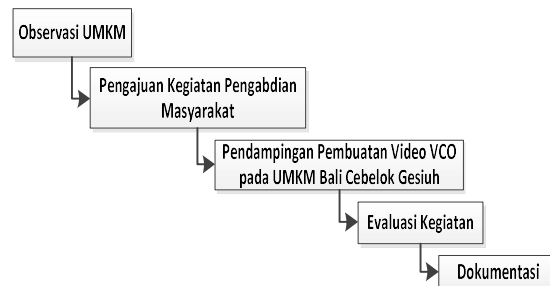 Observasi UMKM
Pengajuan Kegiatan Pengabdian
Masyarakat
Pendampingan Pembuatan Video VCO
pada UMKM Bali Cebelok Gesiuh
Evaluasi Kegiatan
Dokumentasi